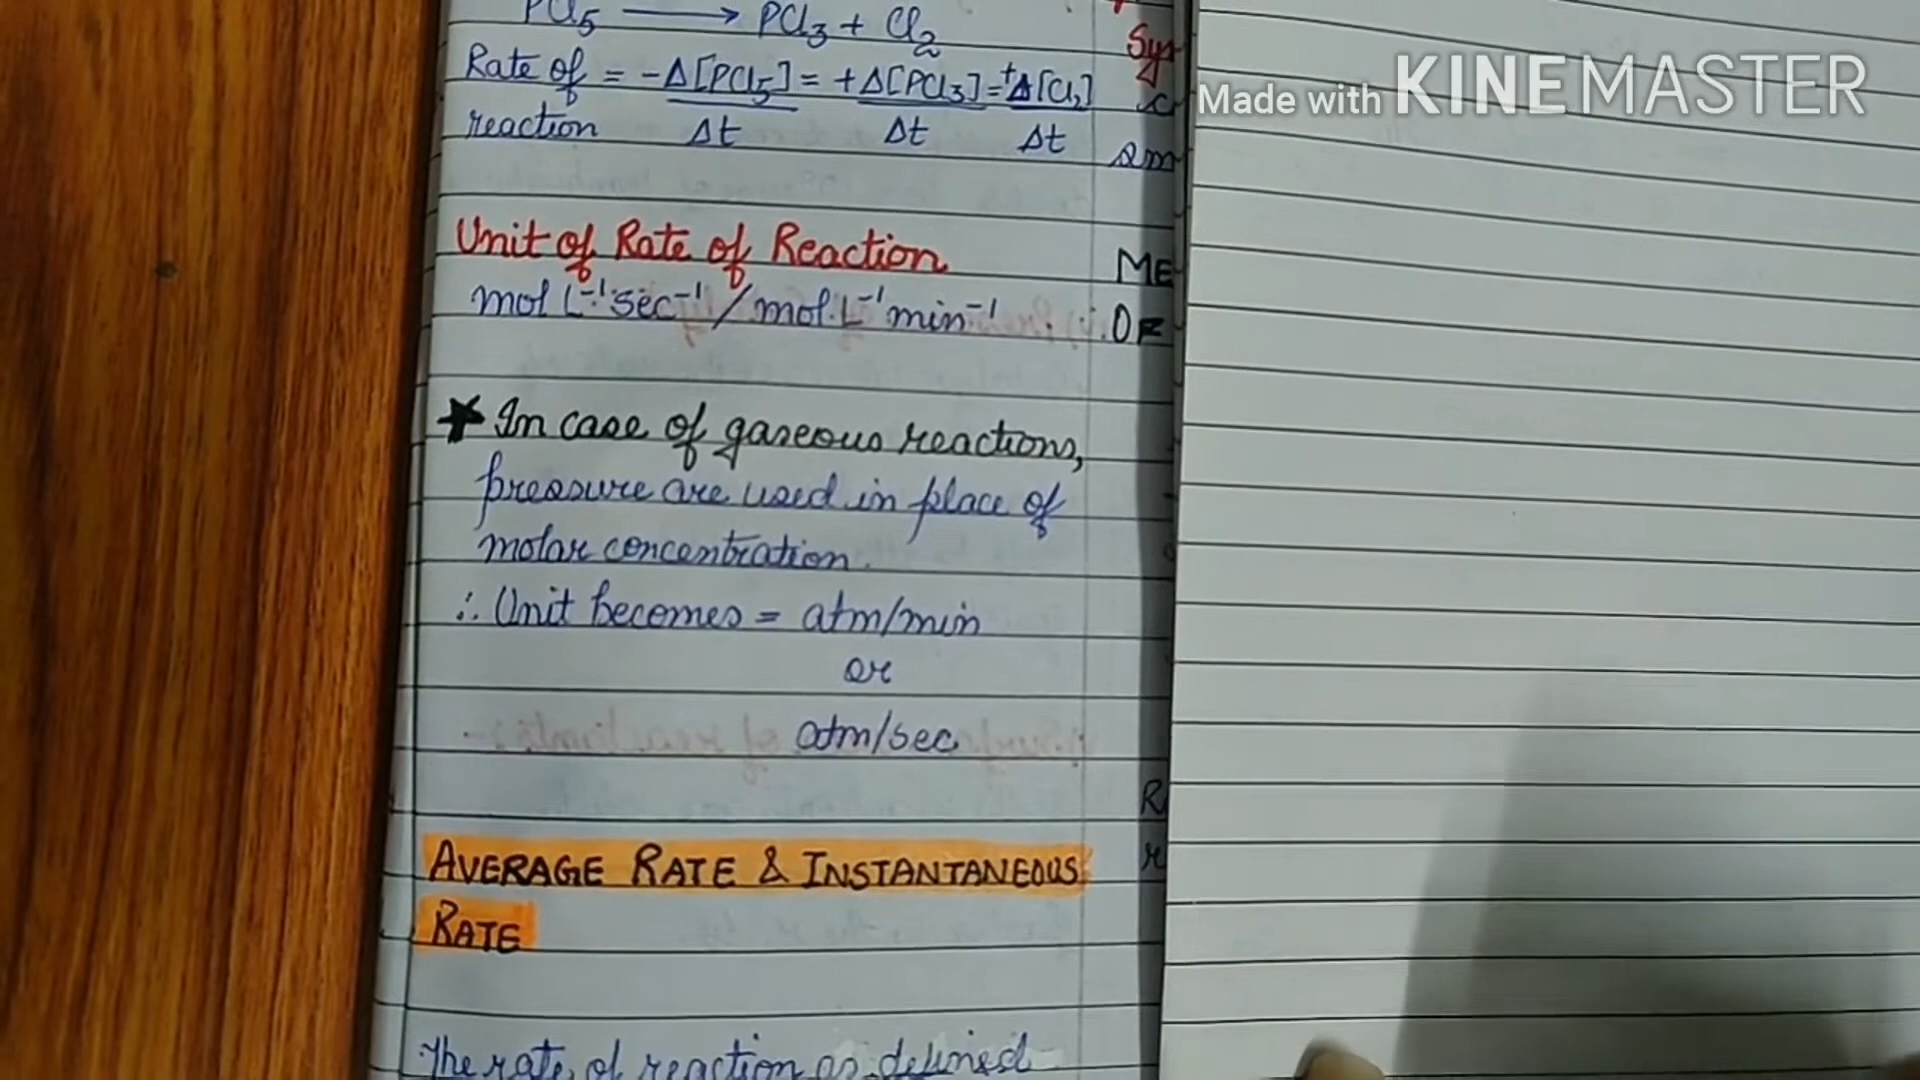 PCl5 ⟶ PCl3 + Cl2
Rate of reaction = -Δ[PCl5]/Δt = +Δ[PCl3]/Δt = +Δ[Cl2]/Δt
Unit of Rate of Reaction
mol L⁻¹ sec⁻¹ / mol.L⁻¹ min⁻¹
★ In case of gaseous reactions,
pressure are used in place of
molar concentration.
∴ Unit becomes = atm/min
or
atm/sec
AVERAGE RATE & INSTANTANEOUS
RATE
The rate of reaction as defined
Sy
ME
OF
R
Made with KINEMASTER